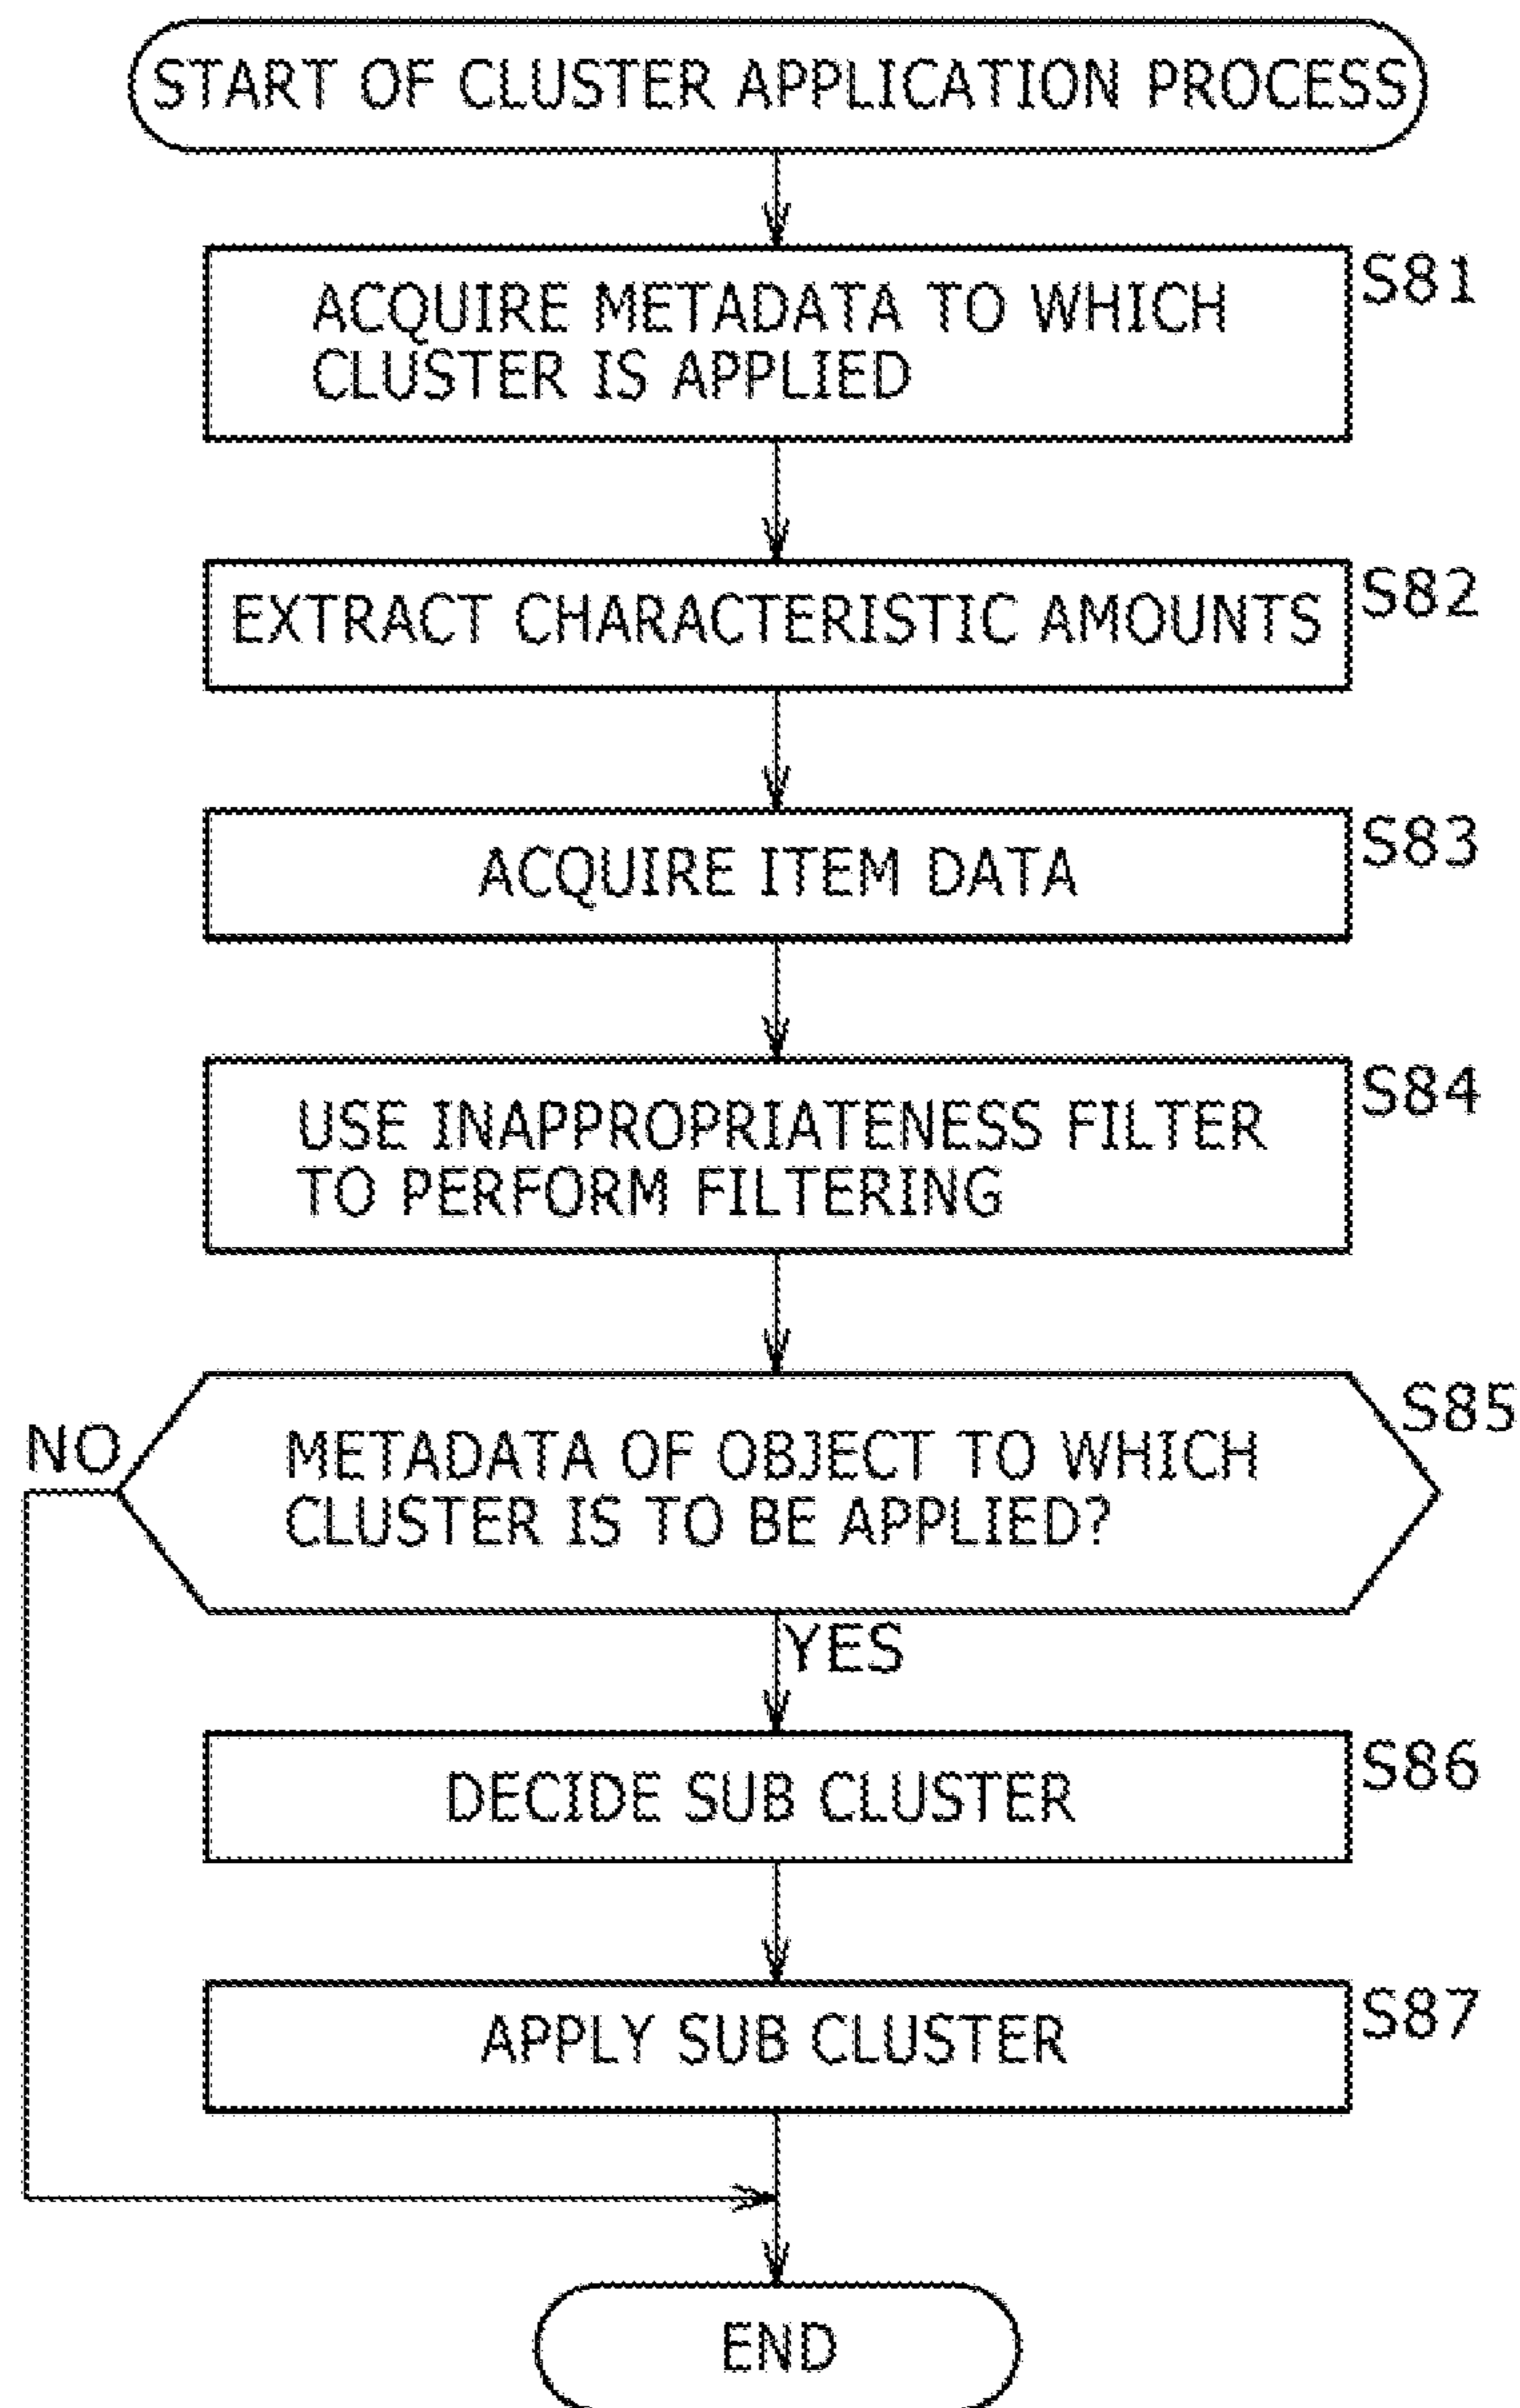 START OF CLUSTER APPLICATION PROCESS
S81
ACQUIRE METADATA TO WHICH
CLUSTER IS APPLIED
S82
EXTRACT CHARACTERISTIC AMOUNTS
S83
ACQUIRE ITEM DATA
S84
USE INAPPROPRIATENESS FILTER
TO PERFORM FILTERING
S85
NO
METADATA OF OBJECT TO WHICH
CLUSTER IS TO BE APPLIED?
YES
S86
DECIDE SUB CLUSTER
S87
APPLY SUB CLUSTER
END